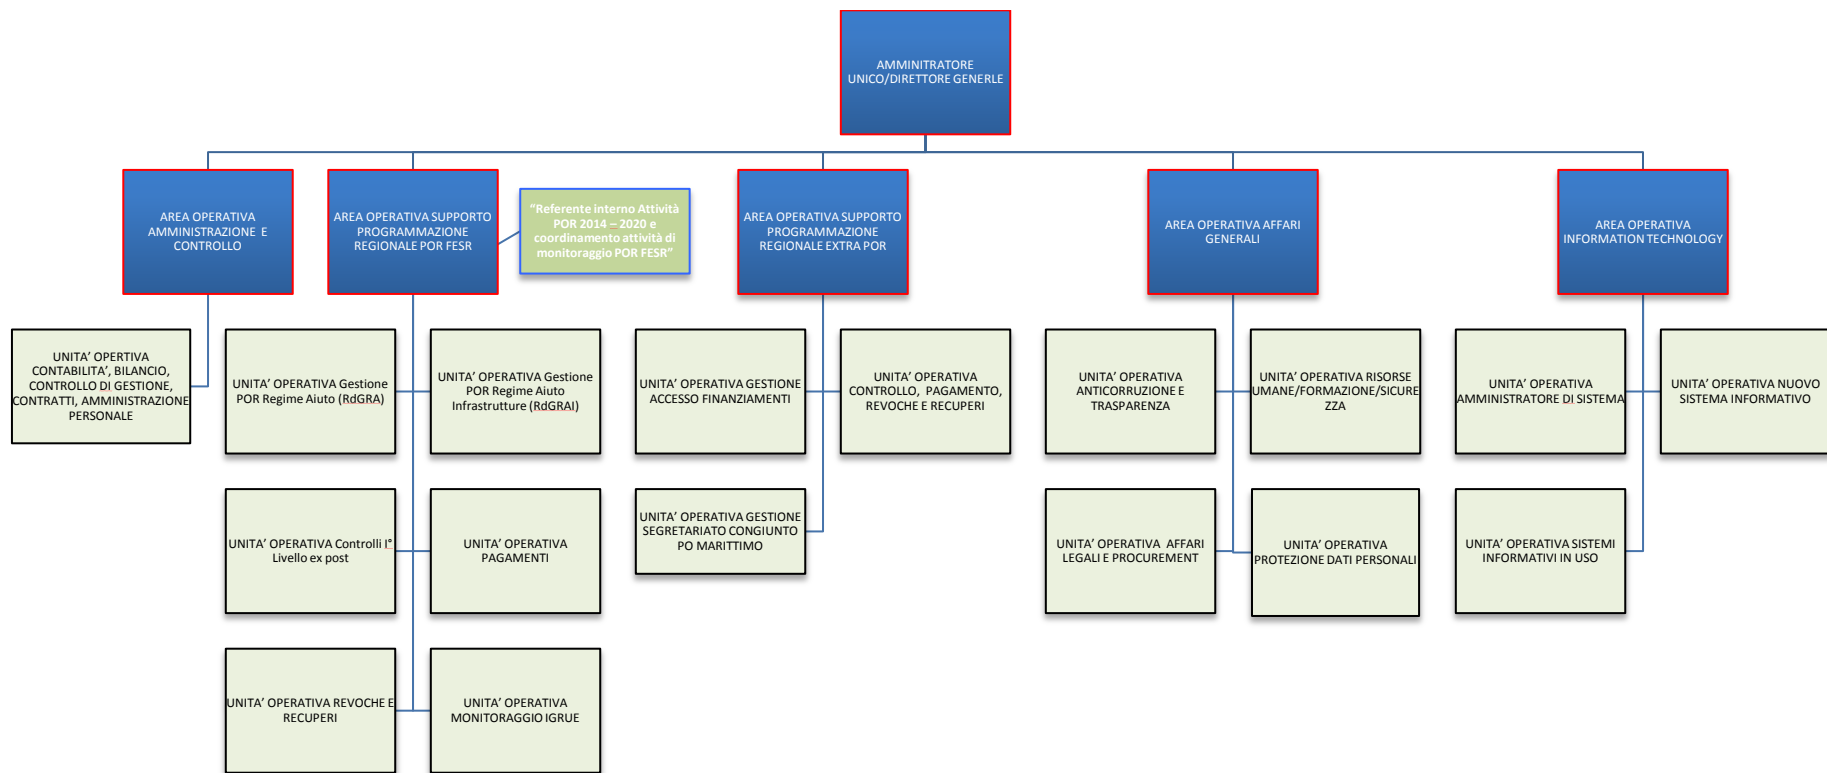 AMMINITRATORE
UNICO/DIRETTORE GENERLE
AREA OPERATIVA
AMMINISTRAZIONE E
CONTROLLO
AREA OPERATIVA SUPPORTO
PROGRAMMAZIONE
REGIONALE POR FESR
"Referente interno Attività
POR 2014 – 2020 e
coordinamento attività di
monitoraggio POR FESR"
AREA OPERATIVA SUPPORTO
PROGRAMMAZIONE
REGIONALE EXTRA POR
AREA OPERATIVA AFFARI
GENERALI
AREA OPERATIVA
INFORMATION TECHNOLOGY
UNITA' OPERTIVA
CONTABILITA', BILANCIO,
CONTROLLO DI GESTIONE,
CONTRATTI, AMMINISTRAZIONE
PERSONALE
UNITA' OPERATIVA Gestione
POR Regime Aiuto (RdGRA)
UNITA' OPERATIVA Gestione
POR Regime Aiuto
Infrastrutture (RdGRAI)
UNITA' OPERATIVA GESTIONE
ACCESSO FINANZIAMENTI
UNITA' OPERATIVA
CONTROLLO, PAGAMENTO,
REVOCHE E RECUPERI
UNITA' OPERATIVA
ANTICORRUZIONE E
TRASPARENZA
UNITA' OPERATIVA RISORSE
UMANE/FORMAZIONE/SICURE
ZZA
UNITA' OPERATIVA
AMMINISTRATORE DI SISTEMA
UNITA' OPERATIVA NUOVO
SISTEMA INFORMATIVO
UNITA' OPERATIVA Controlli I°
Livello ex post
UNITA' OPERATIVA
PAGAMENTI
UNITA' OPERATIVA GESTIONE
SEGRETARIATO CONGIUNTO
PO MARITTIMO
UNITA' OPERATIVA AFFARI
LEGALI E PROCUREMENT
UNITA' OPERATIVA
PROTEZIONE DATI PERSONALI
UNITA' OPERATIVA SISTEMI
INFORMATIVI IN USO
UNITA' OPERATIVA REVOCHE E
RECUPERI
UNITA' OPERATIVA
MONITORAGGIO IGRUE